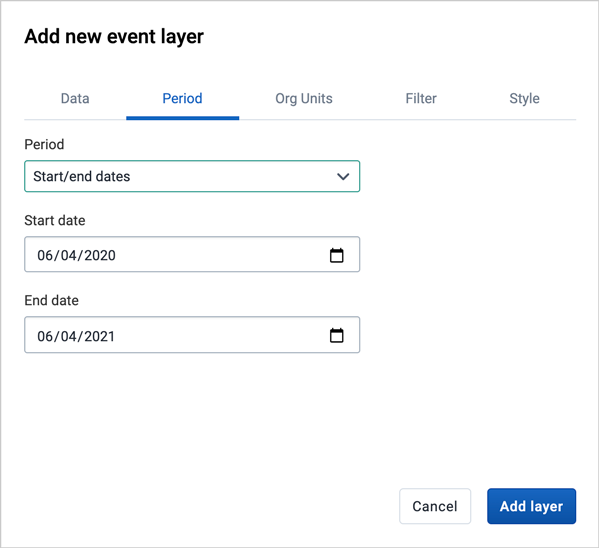 Add new event layer
Data Period Org Units Filter Style
Period
Start/end dates
Start date
06/04/2020
End date
06/04/2021
Cancel Add layer